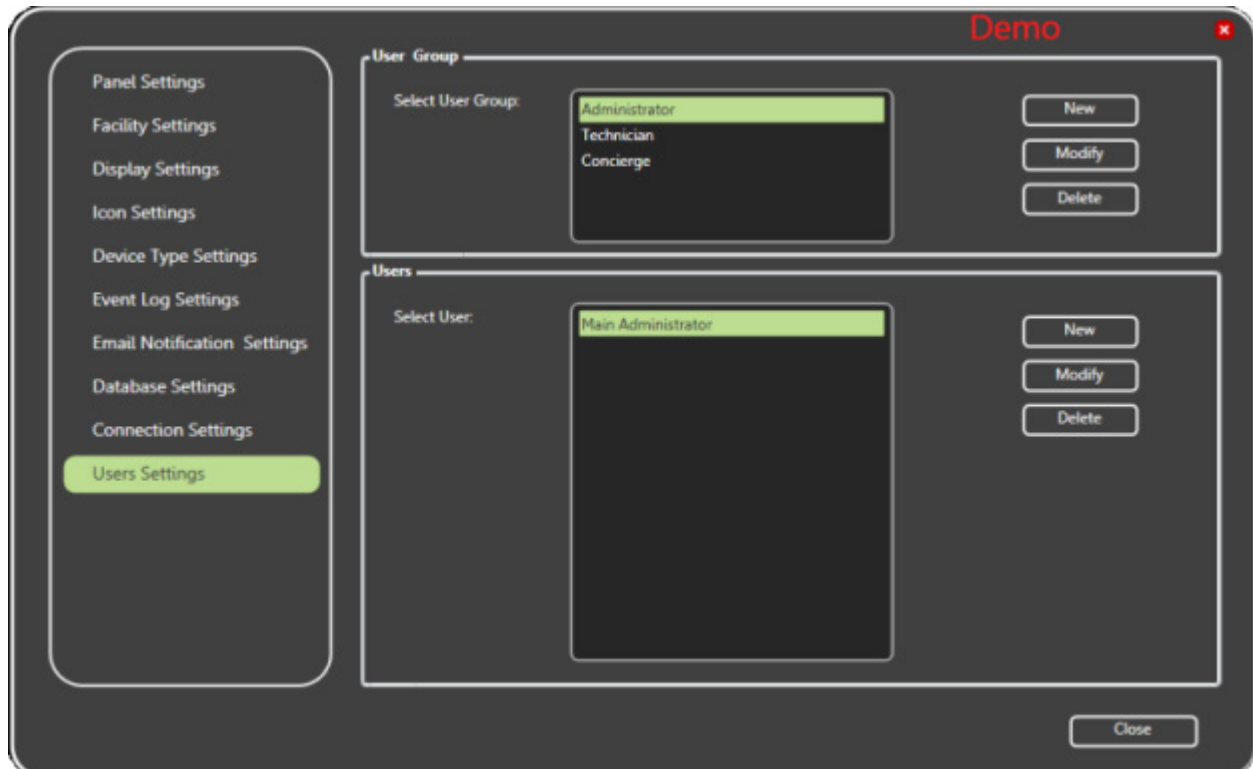 Demo
Panel Settings
Facility Settings
Display Settings
Icon Settings
Device Type Settings
Event Log Settings
Email Notification Settings
Database Settings
Connection Settings
Users Settings
User Group
Select User Group:
Administrator
Technician
Concierge
New
Modify
Delete
Users
Select User:
Main Administrator
New
Modify
Delete
Close